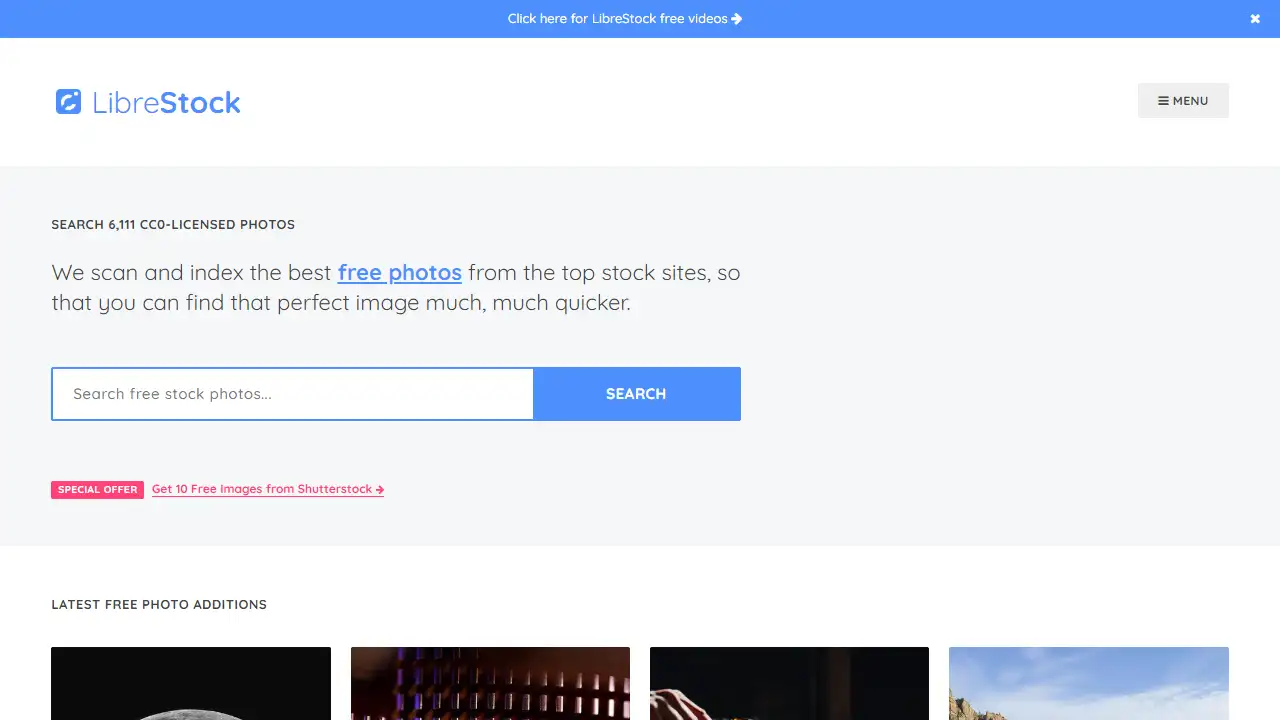 Click here for LibreStock free videos
LibreStock
MENU
SEARCH 6,111 CC0-LICENSED PHOTOS
We scan and index the best free photos from the top stock sites, so
that you can find that perfect image much, much quicker.
Search free stock photos...
SEARCH
SPECIAL OFFER Get 10 Free Images from Shutterstock
LATEST FREE PHOTO ADDITIONS